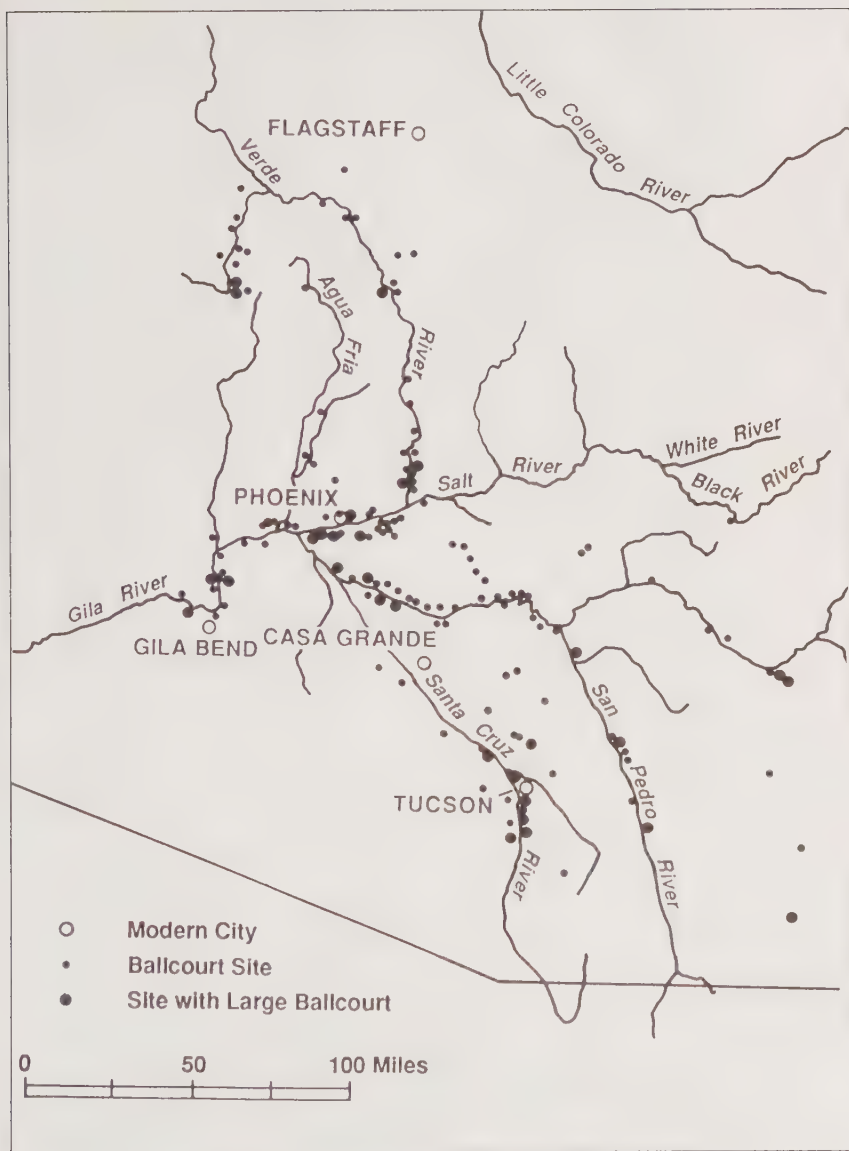 FLAGSTAFF
Little Colorado River
Verde
River
Agua
Fria
White River
Black River
Salt River
PHOENIX
Gila River
GILA BEND
CASA GRANDE
Santa Cruz
River
San Pedro River
TUCSON
Modern City
Ballcourt Site
Site with Large Ballcourt
0 50 100 Miles